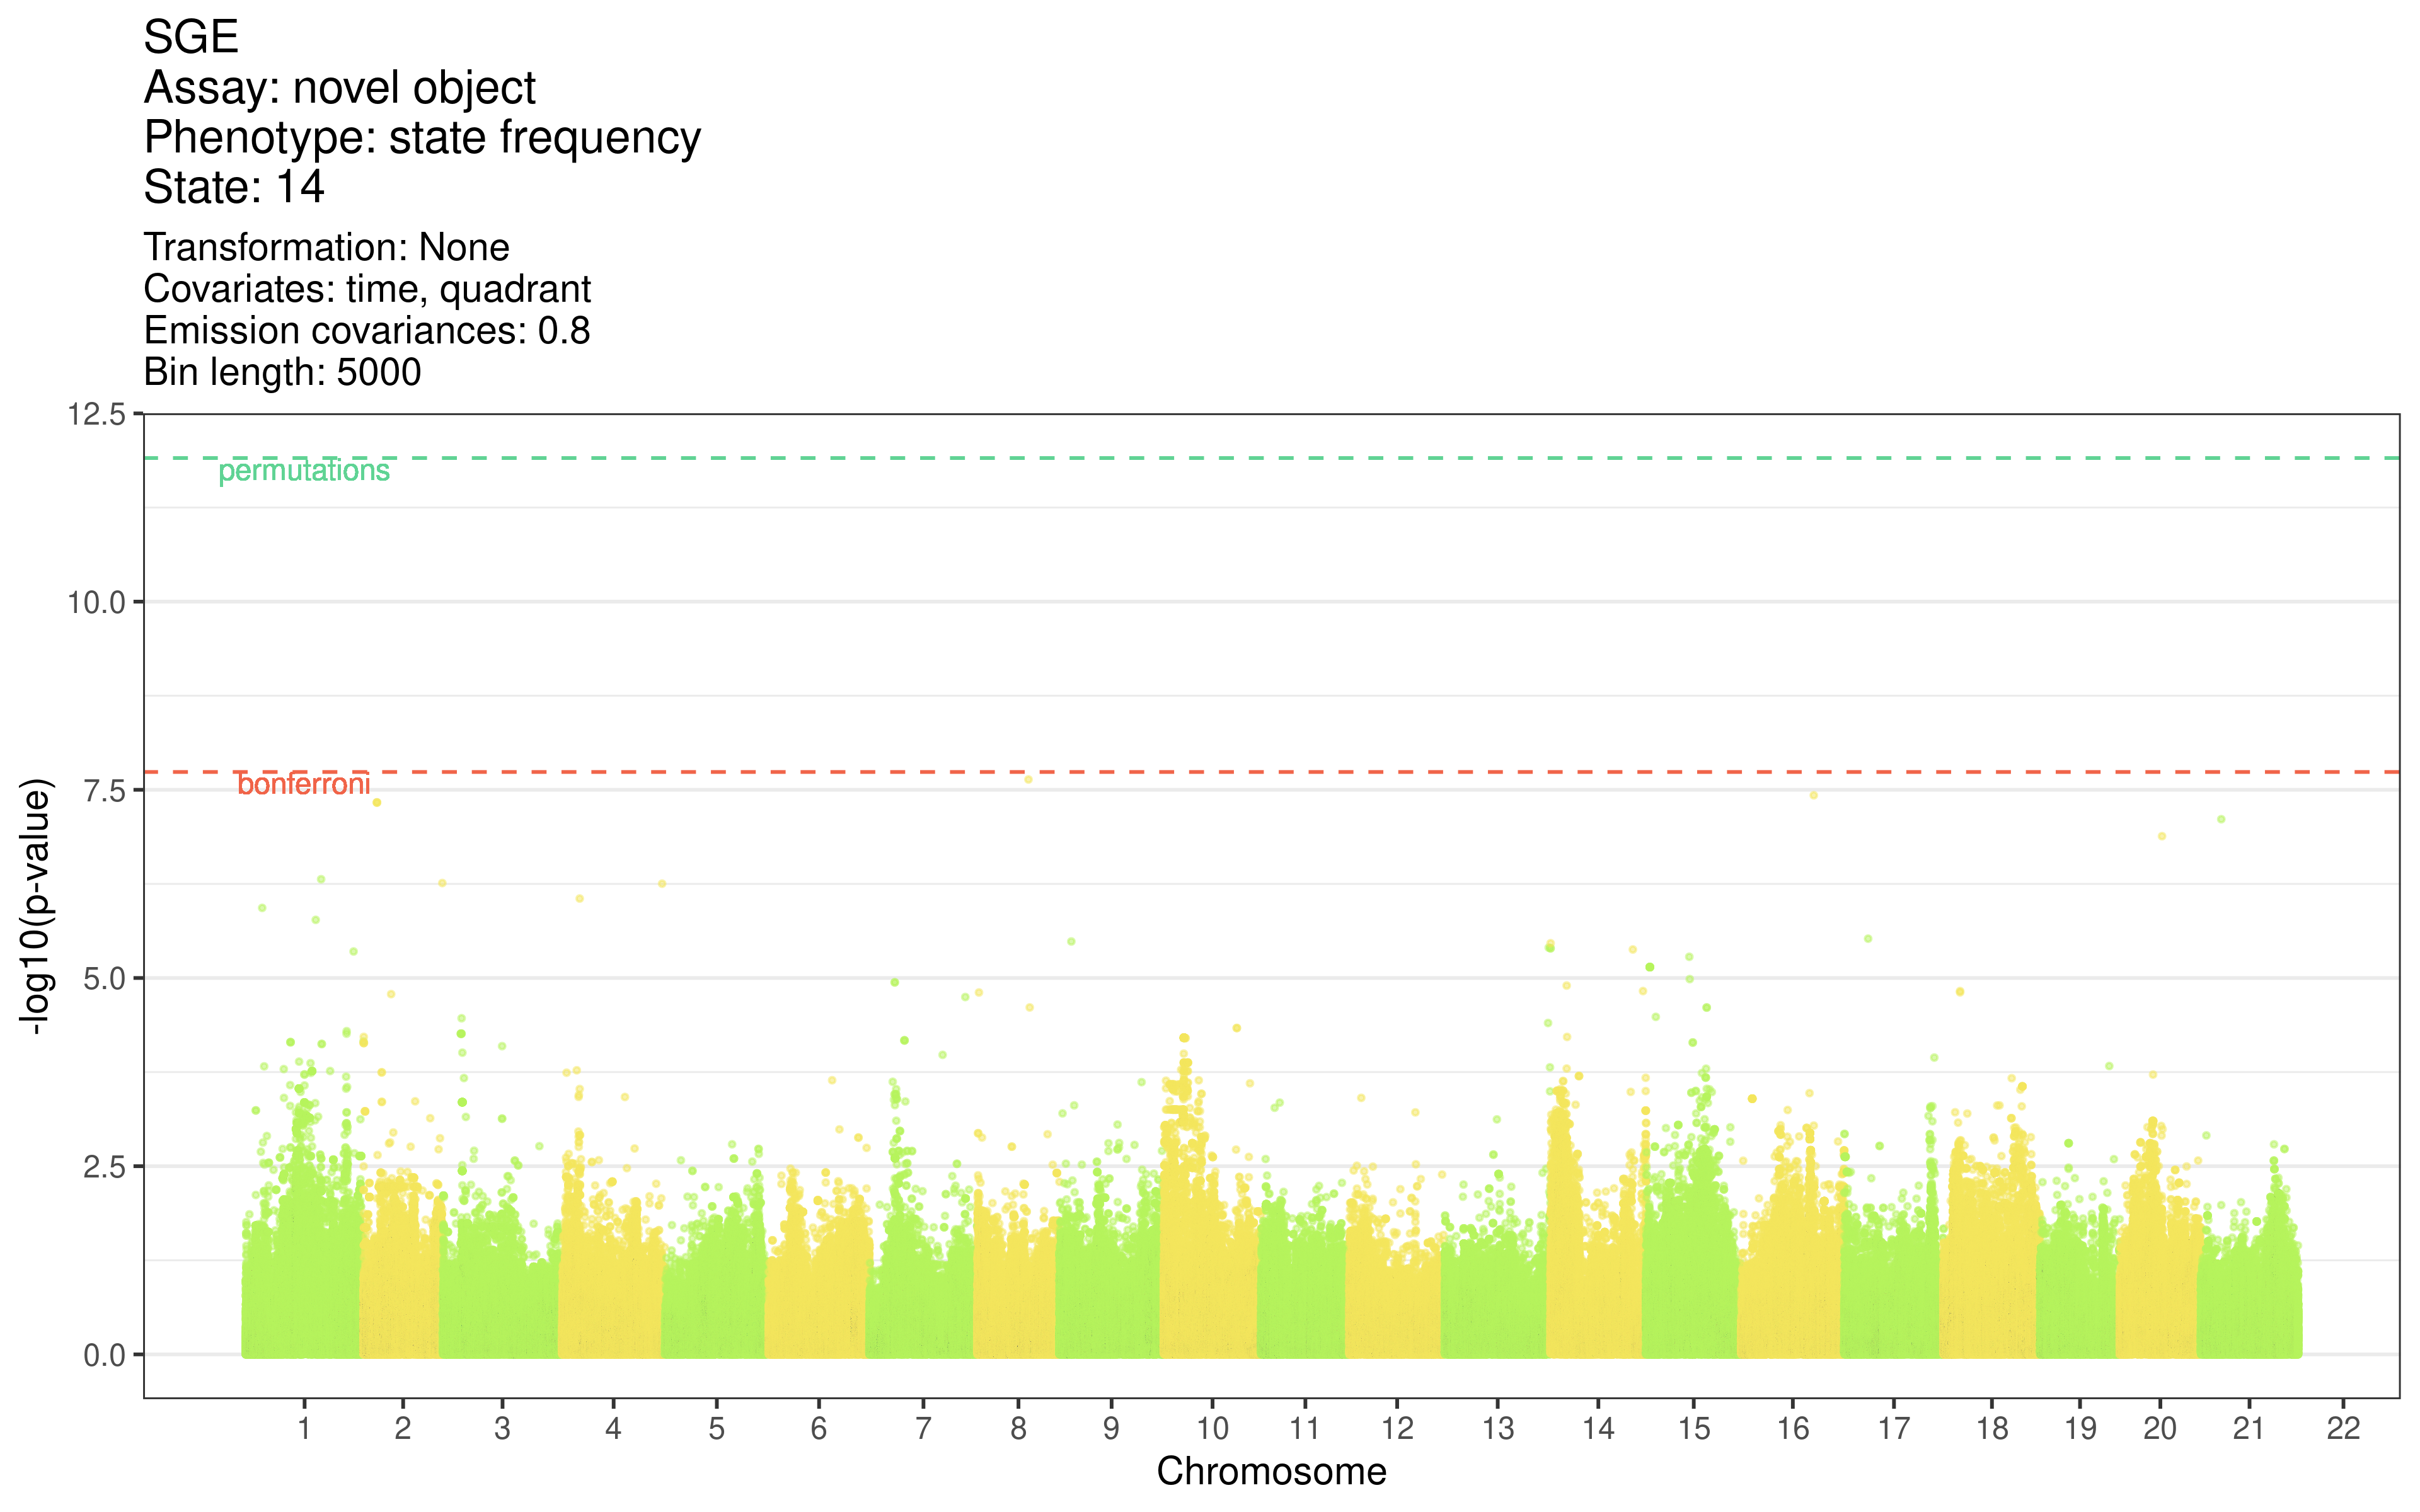 SGE
Assay: novel object
Phenotype: state frequency
State: 14
Transformation: None
Covariates: time, quadrant
Emission covariances: 0.8
Bin length: 5000
12.5
permutations
10.0
bonferroni
7.5
5.0
2.5
0.0
-log10(p-value)
1 2 3 4 5 6 7 8 9 10 11 12 13 14 15 16 17 18 19 20 21 22
Chromosome